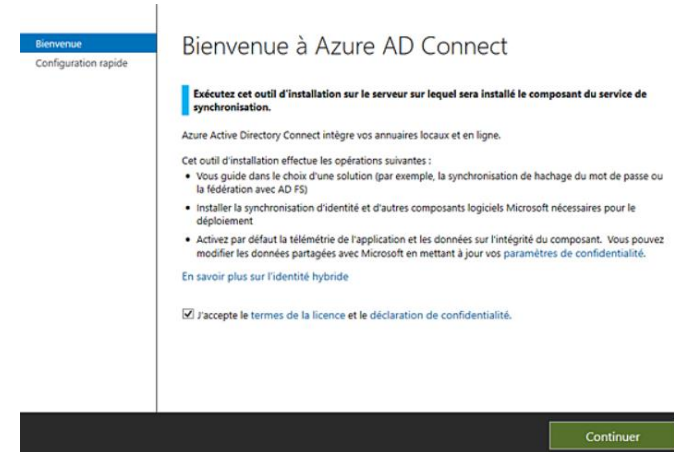 Bienvenue
Configuration rapide
Bienvenue à Azure AD Connect
Exécutez cet outil d'installation sur le serveur sur lequel sera installé le composant du service de
synchronisation.
Azure Active Directory Connect intègre vos annuaires locaux et en ligne.
Cet outil d'installation effectue les opérations suivantes :
• Vous guide dans le choix d'une solution (par exemple, la synchronisation de hachage du mot de passe ou
la fédération avec AD FS)
• Installer la synchronisation d'identité et d'autres composants logiciels Microsoft nécessaires pour le
déploiement
• Activez par défaut la télémétrie de l'application et les données sur l'intégrité du composant. Vous pouvez
modifier les données partagées avec Microsoft en mettant à jour vos paramètres de confidentialité.
En savoir plus sur l'identité hybride
J'accepte le termes de la licence et le déclaration de confidentialité.
Continuer